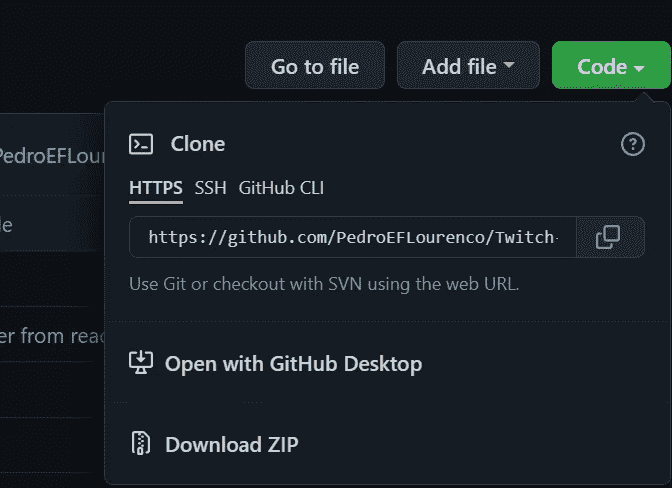 Go to file Add file Code
Clone
PedroEFLour
HTTPS SSH GitHub CLI
le
https://github.com/PedroEFLourenco/Twitch-
Use Git or checkout with SVN using the web URL.
er from reac
Open with GitHub Desktop
Download ZIP